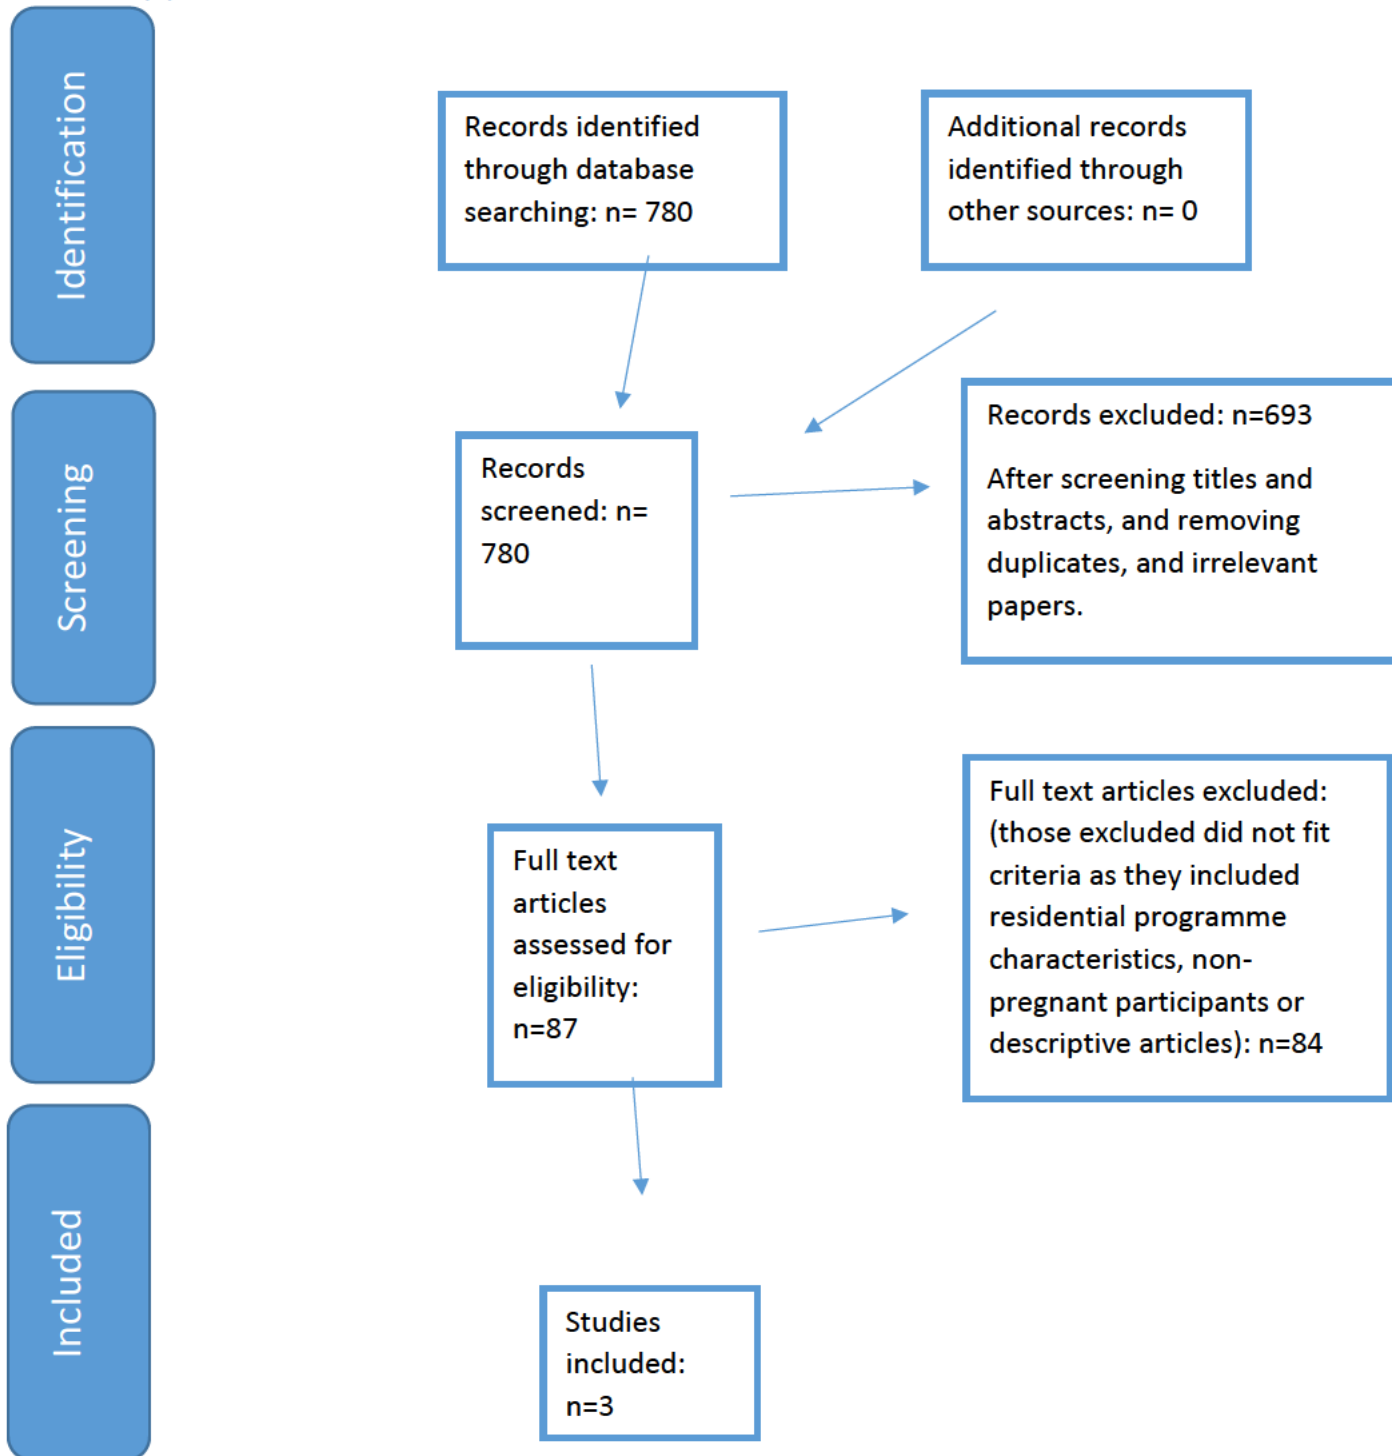 Identification
Records identified
through database
searching: n= 780
Additional records
identified through
other sources: n= 0
Screening
Records
screened: n=
780
Records excluded: n=693
After screening titles and
abstracts, and removing
duplicates, and irrelevant
papers.
Eligibility
Full text
articles
assessed for
eligibility:
n=87
Full text articles excluded:
(those excluded did not fit
criteria as they included
residential programme
characteristics, non-
pregnant participants or
descriptive articles): n=84
Included
Studies
included:
n=3